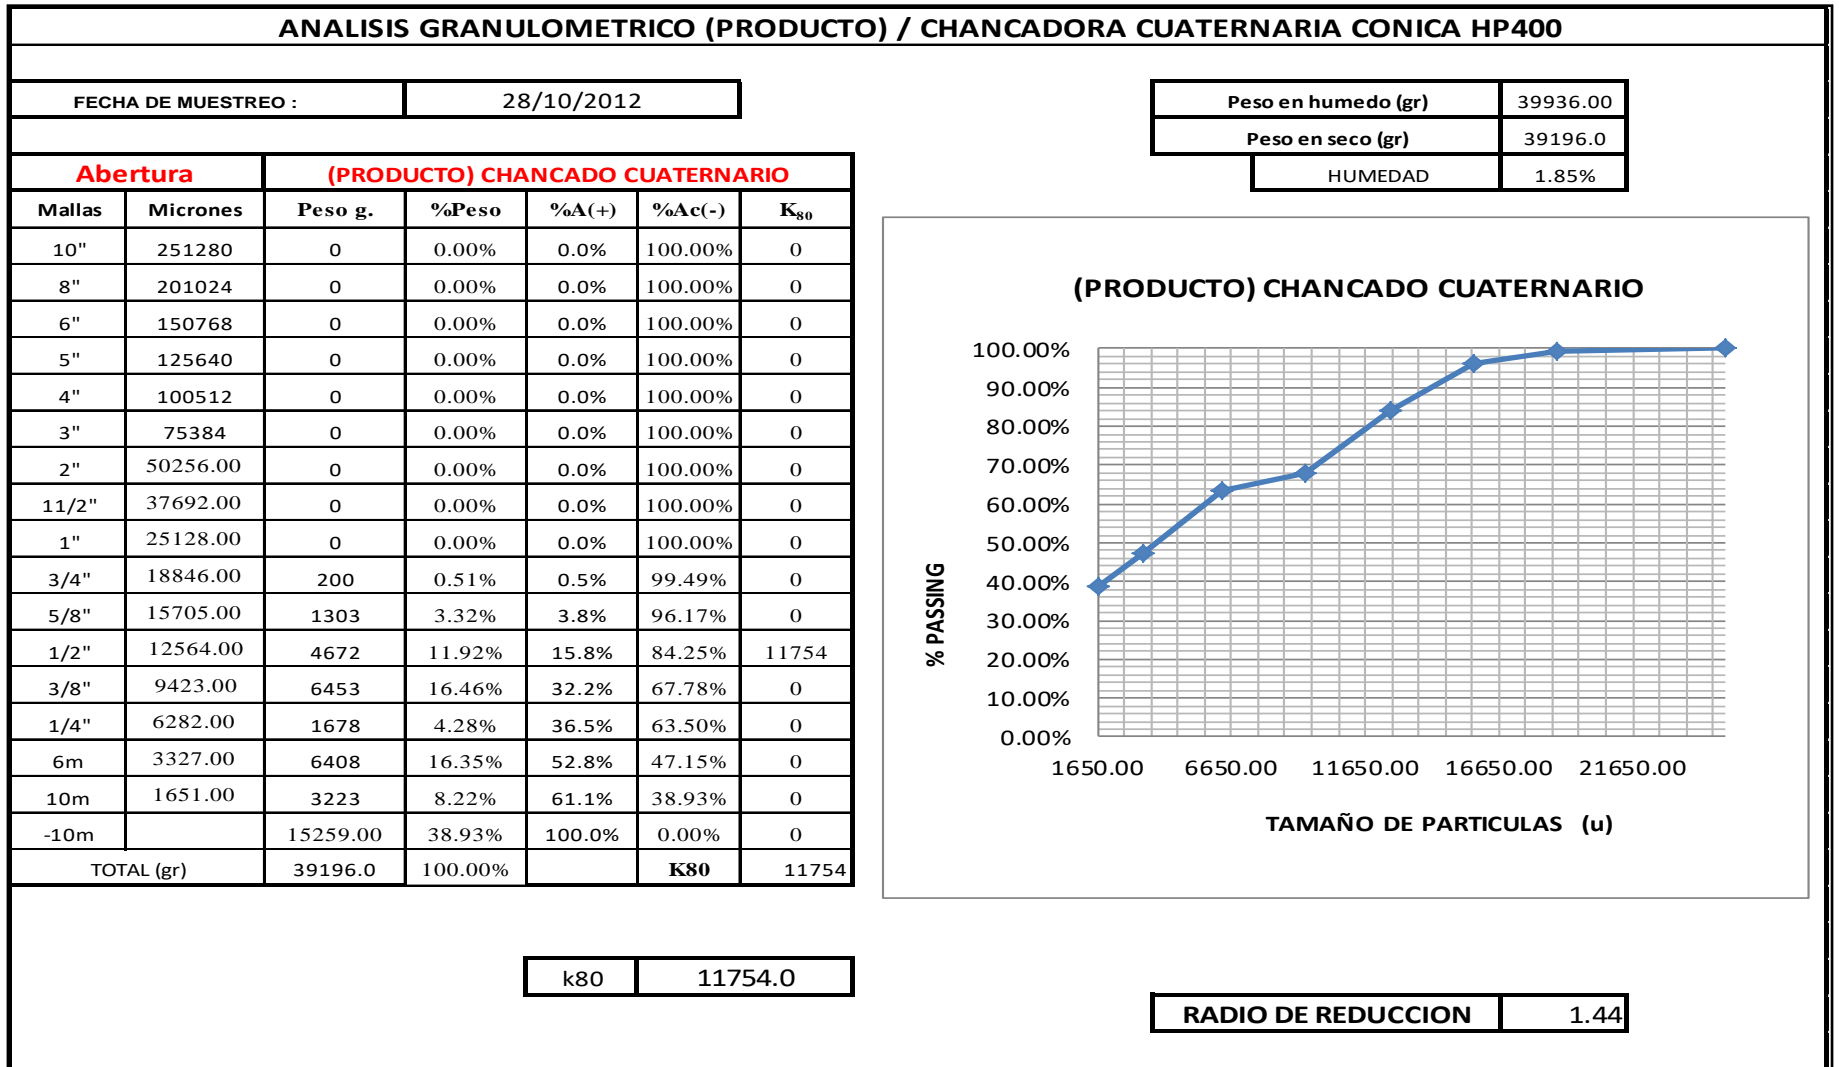 ANALISIS GRANULOMETRICO (PRODUCTO) / CHANCADORA CUATERNARIA CONICA HP400
FECHA DE MUESTREO : 28/10/2012
Peso en humedo (gr) 39936.00
Peso en seco (gr) 39196.0
HUMEDAD 1.85%
Abertura (PRODUCTO) CHANCADO CUATERNARIO
Mallas Micrones Peso g. %Peso %A(+) %Ac(-) K80
10" 251280 0 0.00% 0.0% 100.00% 0
8" 201024 0 0.00% 0.0% 100.00% 0
6" 150768 0 0.00% 0.0% 100.00% 0
5" 125640 0 0.00% 0.0% 100.00% 0
4" 100512 0 0.00% 0.0% 100.00% 0
3" 75384 0 0.00% 0.0% 100.00% 0
2" 50256.00 0 0.00% 0.0% 100.00% 0
11/2" 37692.00 0 0.00% 0.0% 100.00% 0
1" 25128.00 0 0.00% 0.0% 100.00% 0
3/4" 18846.00 200 0.51% 0.5% 99.49% 0
5/8" 15705.00 1303 3.32% 3.8% 96.17% 0
1/2" 12564.00 4672 11.92% 15.8% 84.25% 11754
3/8" 9423.00 6453 16.46% 32.2% 67.78% 0
1/4" 6282.00 1678 4.28% 36.5% 63.50% 0
6m 3327.00 6408 16.35% 52.8% 47.15% 0
10m 1651.00 3223 8.22% 61.1% 38.93% 0
-10m 15259.00 38.93% 100.0% 0.00% 0
TOTAL (gr) 39196.0 100.00% K80 11754
(PRODUCTO) CHANCADO CUATERNARIO
% PASSING
100.00%
90.00%
80.00%
70.00%
60.00%
50.00%
40.00%
30.00%
20.00%
10.00%
0.00%
1650.00 6650.00 11650.00 16650.00 21650.00
TAMAÑO DE PARTICULAS (u)
k80 11754.0
RADIO DE REDUCCION 1.44